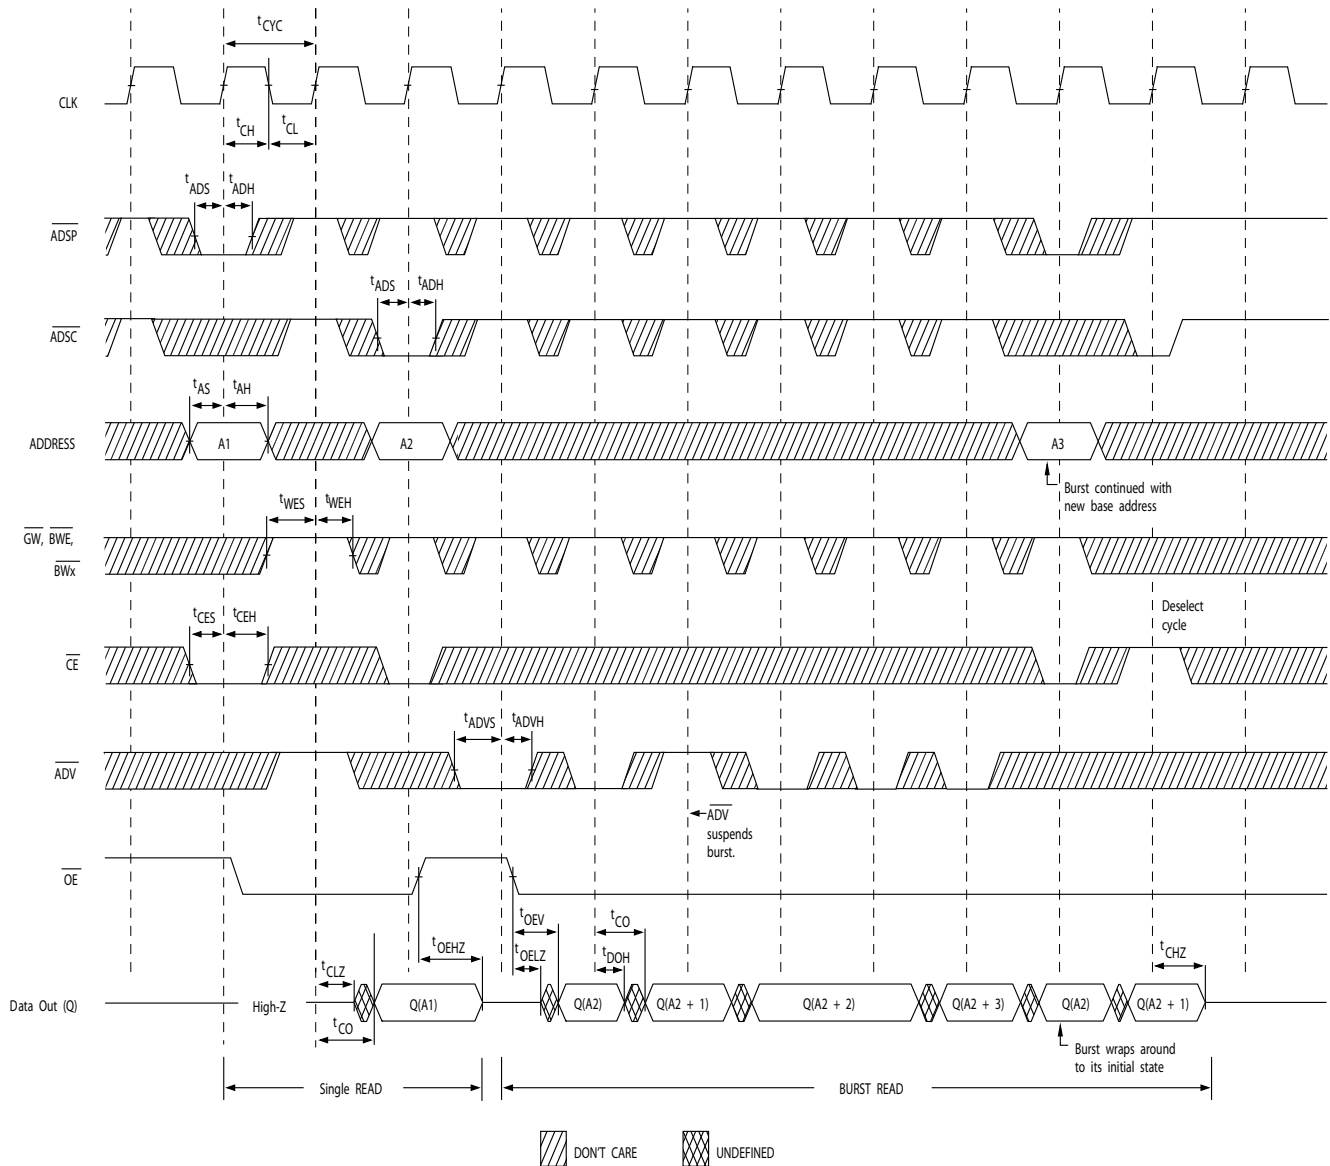 tCYC
CLK
tCH
tCL
tADS
tADH
ADSP
tADS
tADH
ADSC
tAS
tAH
ADDRESS
A1
A2
A3
Burst continued with
new base address
tWES
tWEH
GW, BWE,
BWx
tCES
tCEH
Deselect
cycle
CE
tADVS
tADVH
ADV
ADV
suspends
burst.
OE
tOEV
tCO
tOEHZ
tOELZ
tDOH
tCHZ
tCLZ
Data Out (Q)
High-Z
Q(A1)
Q(A2)
Q(A2 + 1)
Q(A2 + 2)
Q(A2 + 3)
Q(A2)
Q(A2 + 1)
tCO
Burst wraps around
to its initial state
Single READ
BURST READ
DON'T CARE
UNDEFINED